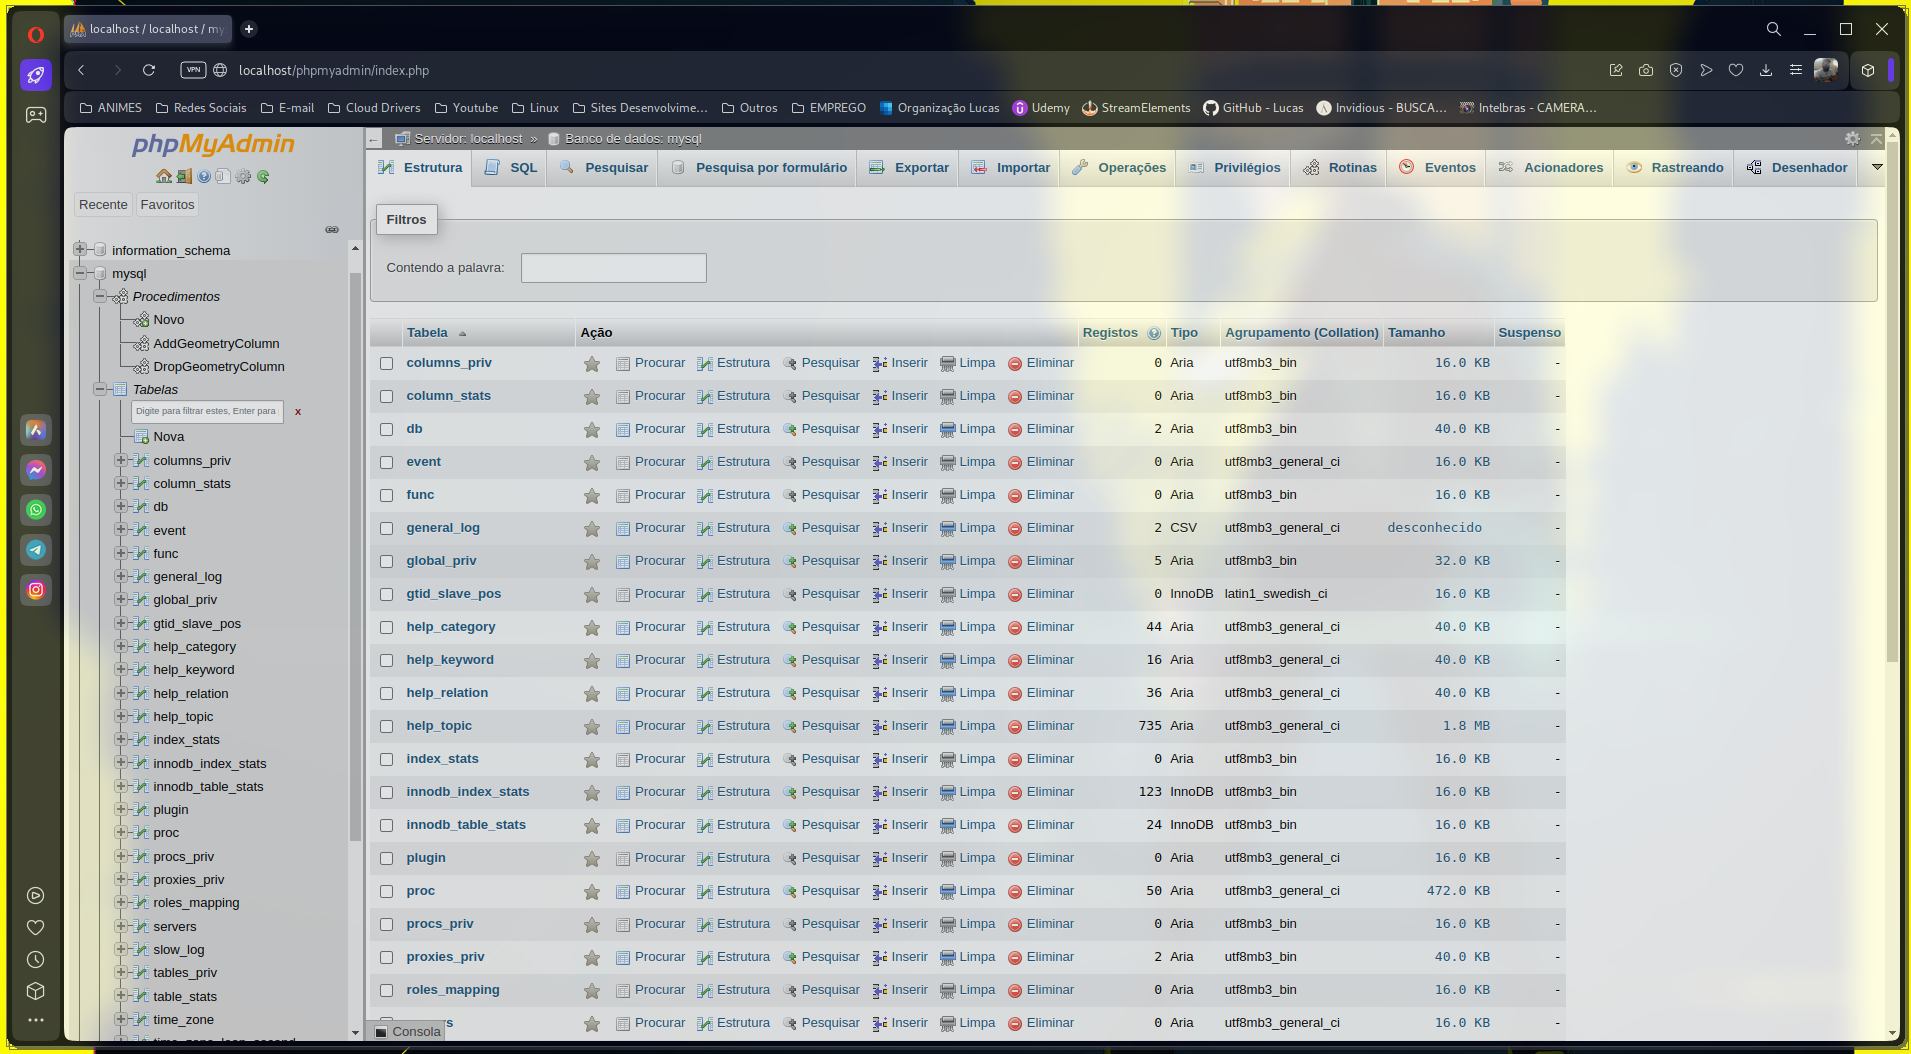 localhost / localhost / my
VPN
localhost/phpmyadmin/index.php
ANIMES Redes Sociais E-mail Cloud Drivers Youtube Linux Sites Desenvolvime... Outros EMPREGO Organização Lucas Udemy StreamElements GitHub - Lucas Invidious - BUSCA... Intelbras - CAMERA...
phpMyAdmin
Recente Favoritos
information_schema
mysql
Procedimentos
Novo
AddGeometryColumn
DropGeometryColumn
Tabelas
Digite para filtrar estes, Enter para x
Nova
columns_priv
column_stats
db
event
func
general_log
global_priv
gtid_slave_pos
help_category
help_keyword
help_relation
help_topic
index_stats
innodb_index_stats
innodb_table_stats
plugin
proc
procs_priv
proxies_priv
roles_mapping
servers
slow_log
tables_priv
table_stats
time_zone
Servidor: localhost » Banco de dados: mysql
Estrutura SQL Pesquisar Pesquisa por formulário Exportar Importar Operações Privilégios Rotinas Eventos Acionadores Rastreando Desenhador
Filtros
Contendo a palavra:
Tabela Ação Registos Tipo Agrupamento (Collation) Tamanho Suspenso
columns_priv Procurar Estrutura Pesquisar Inserir Limpa Eliminar 0 Aria utf8mb3_bin 16.0 KB -
column_stats Procurar Estrutura Pesquisar Inserir Limpa Eliminar 0 Aria utf8mb3_bin 16.0 KB -
db Procurar Estrutura Pesquisar Inserir Limpa Eliminar 2 Aria utf8mb3_bin 40.0 KB -
event Procurar Estrutura Pesquisar Inserir Limpa Eliminar 0 Aria utf8mb3_general_ci 16.0 KB -
func Procurar Estrutura Pesquisar Inserir Limpa Eliminar 0 Aria utf8mb3_bin 16.0 KB -
general_log Procurar Estrutura Pesquisar Inserir Limpa Eliminar 2 CSV utf8mb3_general_ci desconhecido -
global_priv Procurar Estrutura Pesquisar Inserir Limpa Eliminar 5 Aria utf8mb3_bin 32.0 KB -
gtid_slave_pos Procurar Estrutura Pesquisar Inserir Limpa Eliminar 0 InnoDB latin1_swedish_ci 16.0 KB -
help_category Procurar Estrutura Pesquisar Inserir Limpa Eliminar 44 Aria utf8mb3_general_ci 40.0 KB -
help_keyword Procurar Estrutura Pesquisar Inserir Limpa Eliminar 16 Aria utf8mb3_general_ci 40.0 KB -
help_relation Procurar Estrutura Pesquisar Inserir Limpa Eliminar 36 Aria utf8mb3_general_ci 40.0 KB -
help_topic Procurar Estrutura Pesquisar Inserir Limpa Eliminar 735 Aria utf8mb3_general_ci 1.8 MB -
index_stats Procurar Estrutura Pesquisar Inserir Limpa Eliminar 0 Aria utf8mb3_bin 16.0 KB -
innodb_index_stats Procurar Estrutura Pesquisar Inserir Limpa Eliminar 123 InnoDB utf8mb3_bin 16.0 KB -
innodb_table_stats Procurar Estrutura Pesquisar Inserir Limpa Eliminar 24 InnoDB utf8mb3_bin 16.0 KB -
plugin Procurar Estrutura Pesquisar Inserir Limpa Eliminar 0 Aria utf8mb3_general_ci 16.0 KB -
proc Procurar Estrutura Pesquisar Inserir Limpa Eliminar 50 Aria utf8mb3_general_ci 472.0 KB -
procs_priv Procurar Estrutura Pesquisar Inserir Limpa Eliminar 0 Aria utf8mb3_bin 16.0 KB -
proxies_priv Procurar Estrutura Pesquisar Inserir Limpa Eliminar 2 Aria utf8mb3_bin 40.0 KB -
roles_mapping Procurar Estrutura Pesquisar Inserir Limpa Eliminar 0 Aria utf8mb3_bin 16.0 KB -
Procurar Estrutura Pesquisar Inserir Limpa Eliminar 0 Aria utf8mb3_general_ci 16.0 KB -
Consola